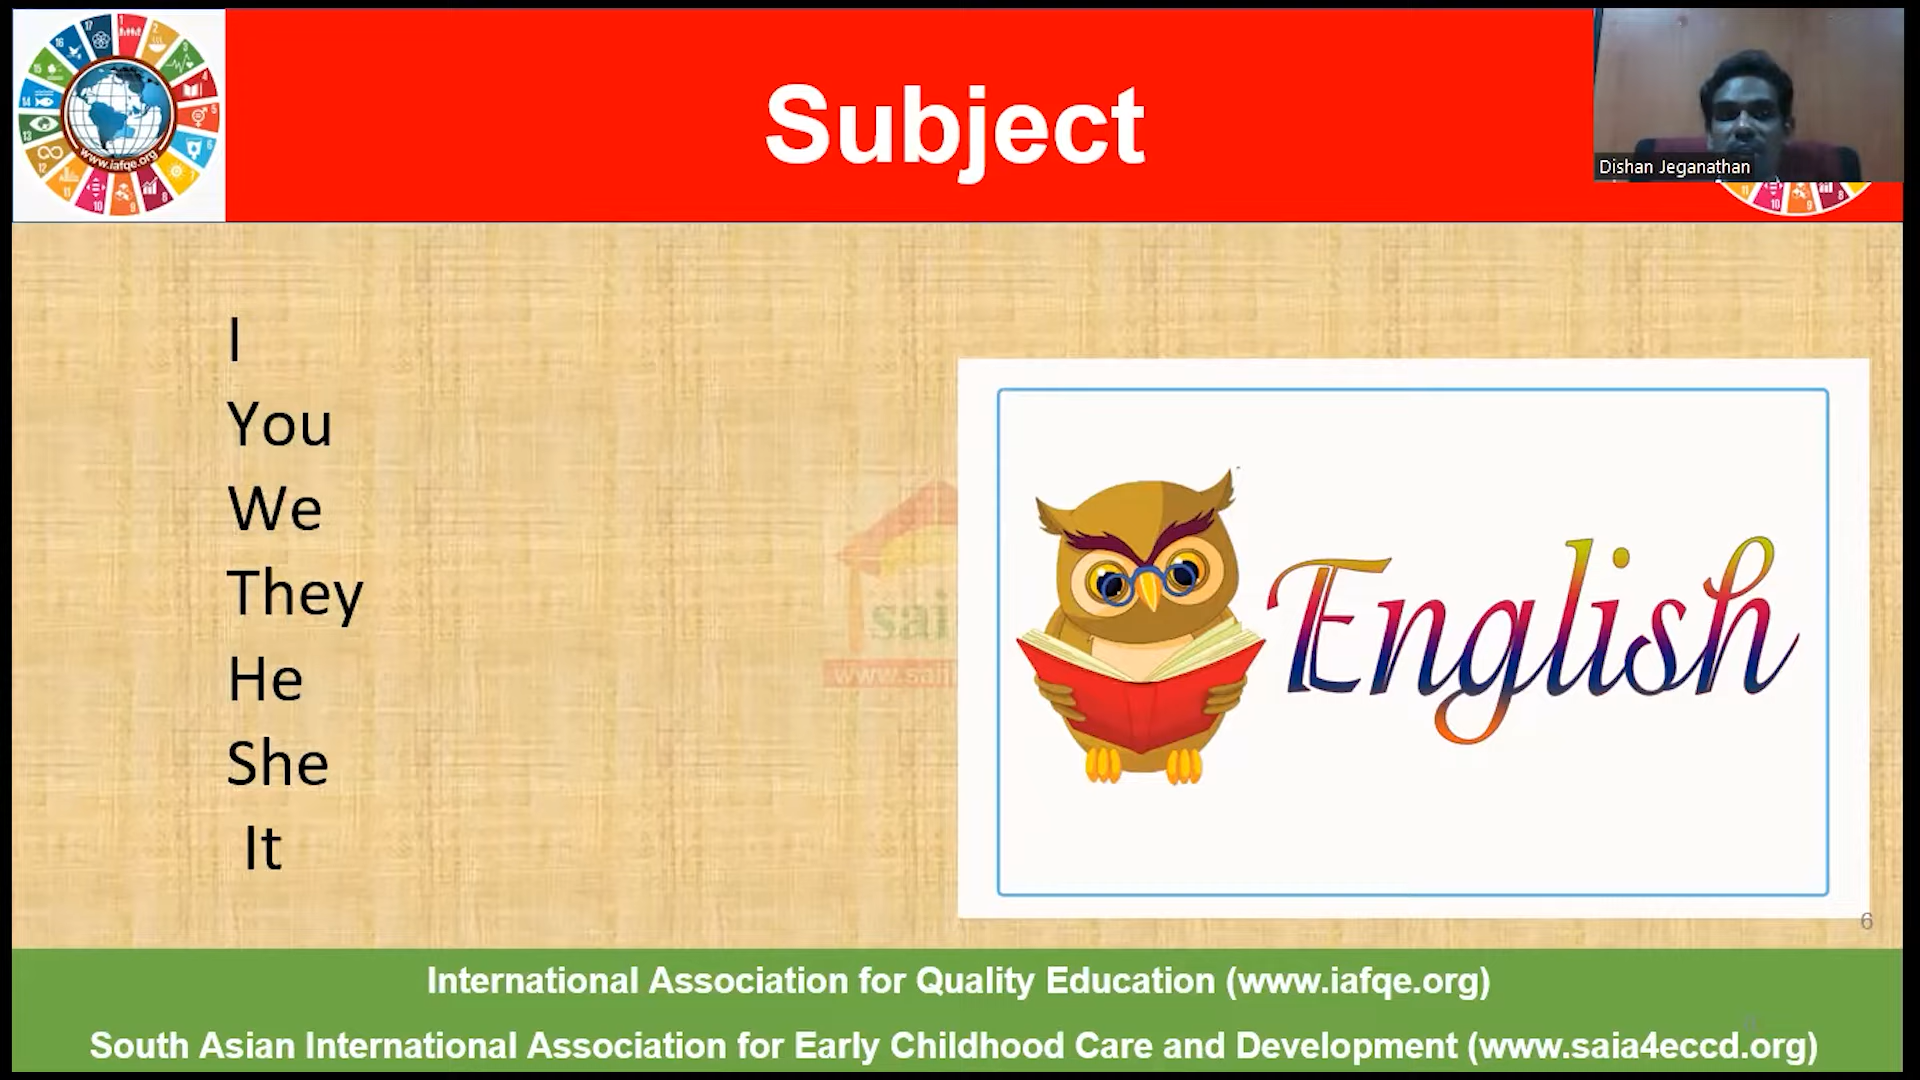 Subject
Dishan Jeganathan
www.iafqe.org
I
You
We
They
He
She
It
English
6
International Association for Quality Education (www.iafqe.org)
South Asian International Association for Early Childhood Care and Development (www.saia4eccd.org)